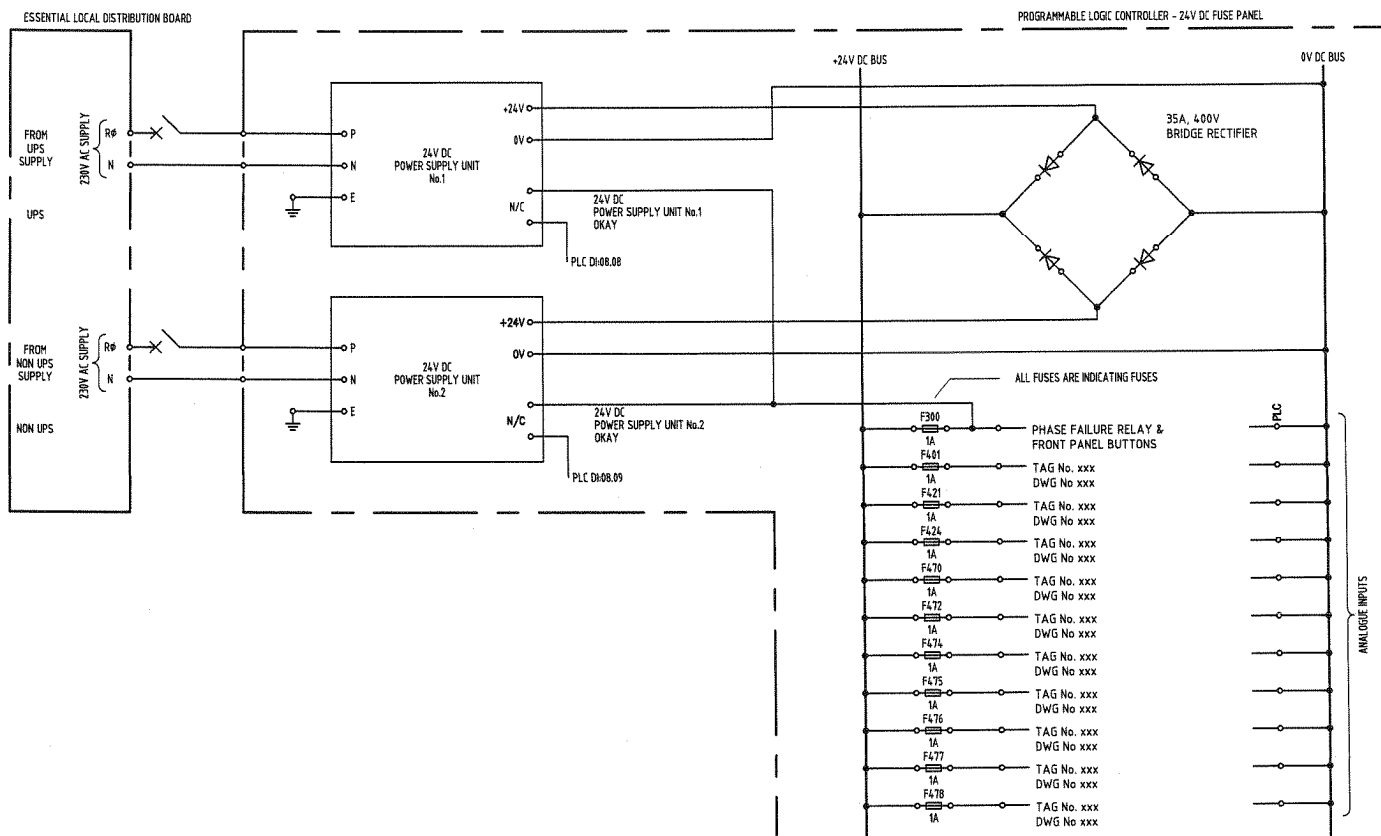 ESSENTIAL LOCAL DISTRIBUTION BOARD
PROGRAMMABLE LOGIC CONTROLLER - 24V DC FUSE PANEL
+24V DC BUS
0V DC BUS
FROM
UPS
SUPPLY
230V AC SUPPLY
RΦ
N
UPS
P
N
E
24V DC
POWER SUPPLY UNIT
No.1
+24V
0V
N/C
24V DC
POWER SUPPLY UNIT No.1
OKAY
PLC DI:08.08
35A, 400V
BRIDGE RECTIFIER
FROM
NON UPS
SUPPLY
230V AC SUPPLY
RΦ
N
NON UPS
P
N
E
24V DC
POWER SUPPLY UNIT
No.2
+24V
0V
N/C
24V DC
POWER SUPPLY UNIT No.2
OKAY
PLC DI:08.09
ALL FUSES ARE INDICATING FUSES
PLC
F300
1A
PHASE FAILURE RELAY &
FRONT PANEL BUTTONS
F401
1A
TAG No. xxx
DWG No xxx
F421
1A
TAG No. xxx
DWG No xxx
F424
1A
TAG No. xxx
DWG No xxx
F470
1A
TAG No. xxx
DWG No xxx
F472
1A
TAG No. xxx
DWG No xxx
F474
1A
TAG No. xxx
DWG No xxx
F475
1A
TAG No. xxx
DWG No xxx
F476
1A
TAG No. xxx
DWG No xxx
F477
1A
TAG No. xxx
DWG No xxx
F478
1A
TAG No. xxx
DWG No xxx
ANALOGUE INPUTS